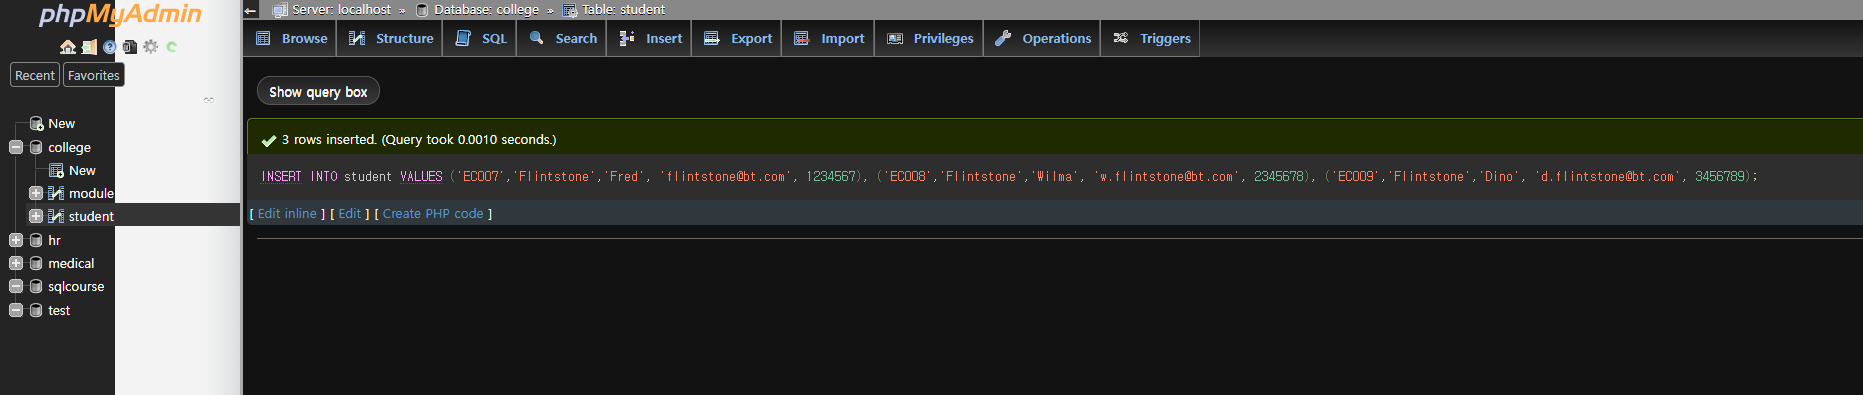 phpMyAdmin
Recent Favorites
New
college
New
module
student
hr
medical
sqlcourse
test
Server: localhost » Database: college » Table: student
Browse Structure SQL Search Insert Export Import Privileges Operations Triggers
Show query box
3 rows inserted. (Query took 0.0010 seconds.)
INSERT INTO student VALUES ('EC007','Flintstone','Fred', 'flintstone@bt.com', 1234567), ('EC008','Flintstone','Wilma', 'w.flintstone@bt.com', 2345678), ('EC009','Flintstone','Dino', 'd.flintstone@bt.com', 3456789);
[ Edit inline ] [ Edit ] [ Create PHP code ]